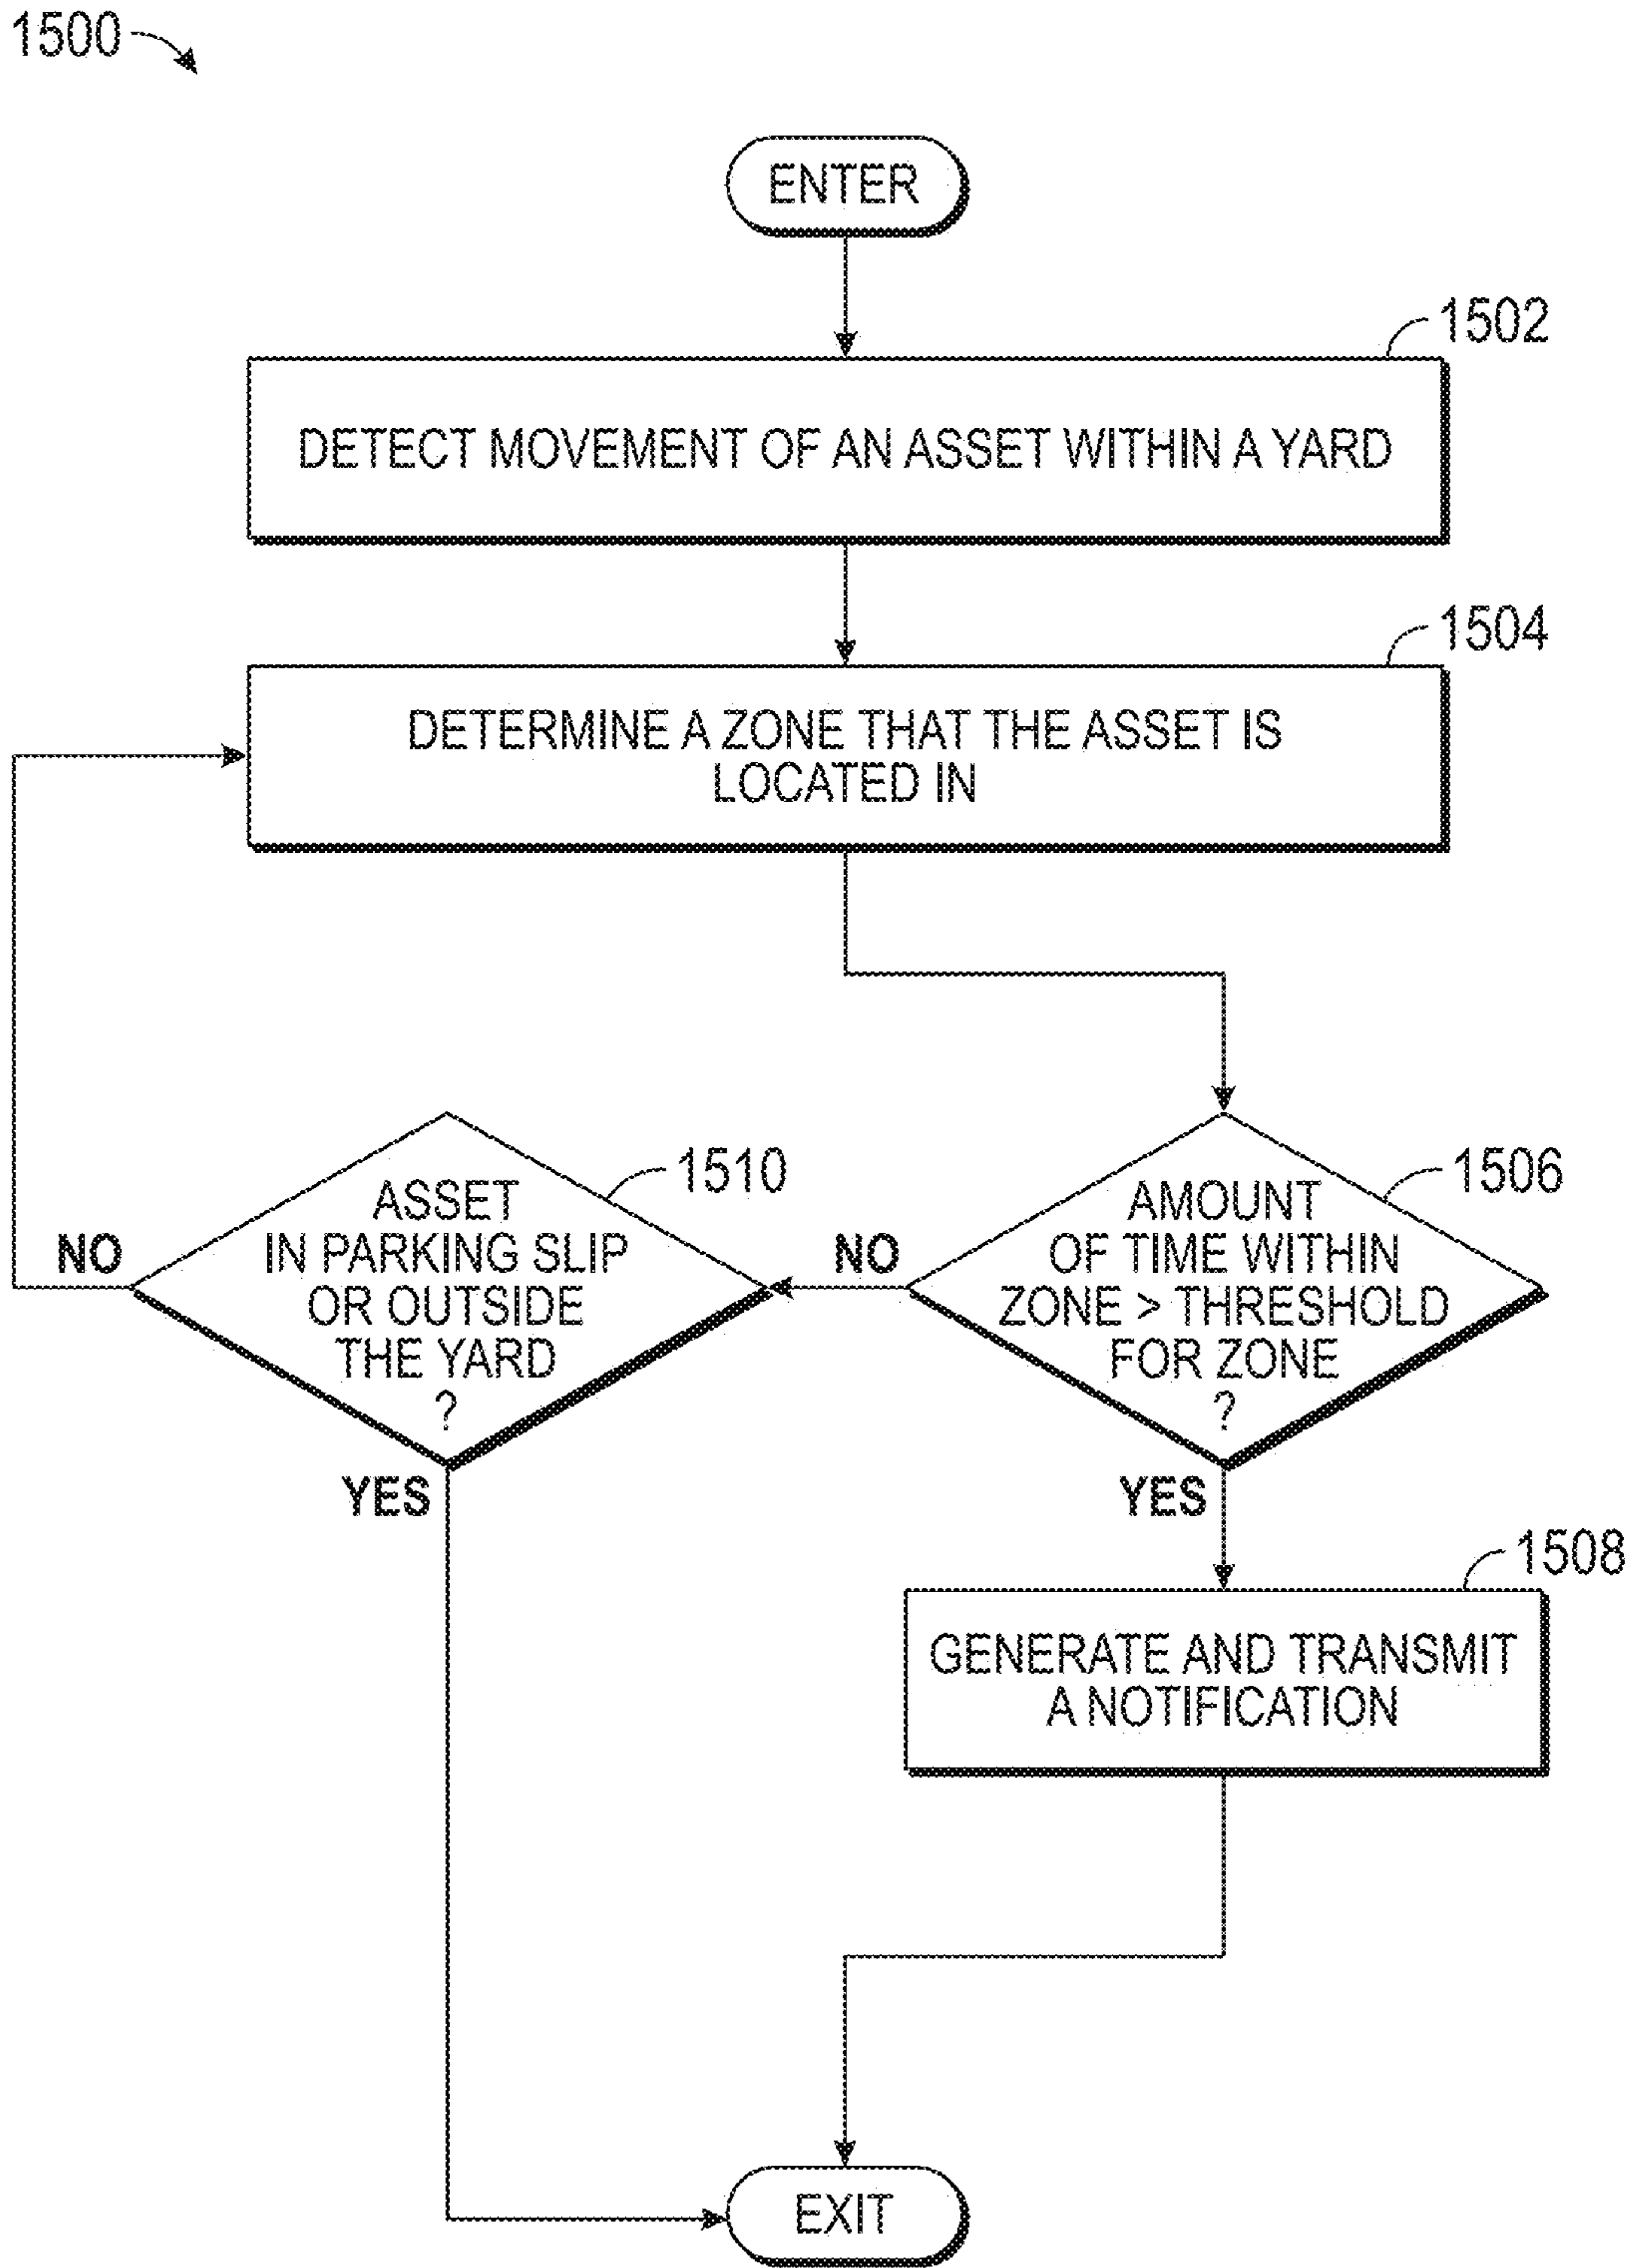 1500
ENTER
1502
DETECT MOVEMENT OF AN ASSET WITHIN A YARD
1504
DETERMINE A ZONE THAT THE ASSET IS
LOCATED IN
1510
ASSET
IN PARKING SLIP
OR OUTSIDE
THE YARD
?
NO
YES
1506
AMOUNT
OF TIME WITHIN
ZONE > THRESHOLD
FOR ZONE
?
NO
YES
1508
GENERATE AND TRANSMIT
A NOTIFICATION
EXIT